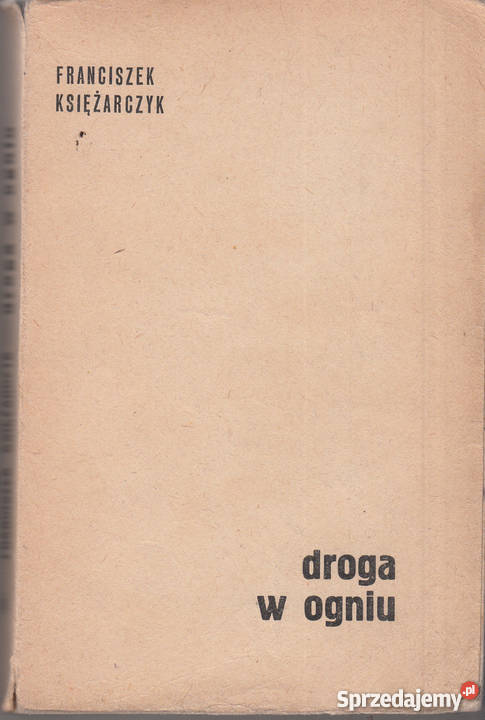 FRANCISZEK
KSIĘŻARCZYK
droga
w ogniu
Sprzedajemy.pl